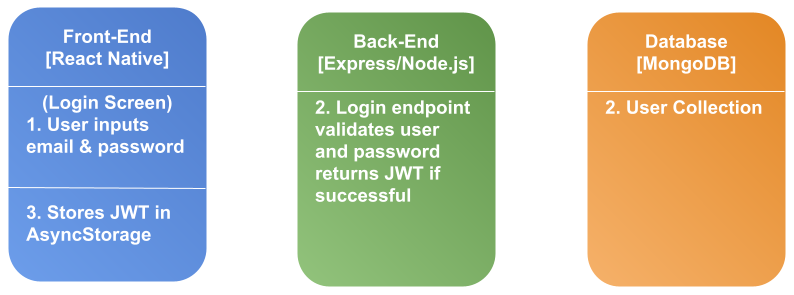 Front-End
[React Native]
(Login Screen)
1. User inputs
email & password
3. Stores JWT in
AsyncStorage
Back-End
[Express/Node.js]
2. Login endpoint
validates user
and password
returns JWT if
successful
Database
[MongoDB]
2. User Collection